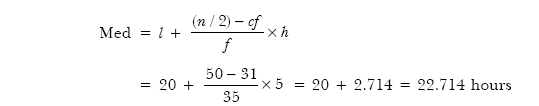 Med = l + (n / 2) – cf / f × h
= 20 + 50 – 31 / 35 × 5 = 20 + 2.714 = 22.714 hours